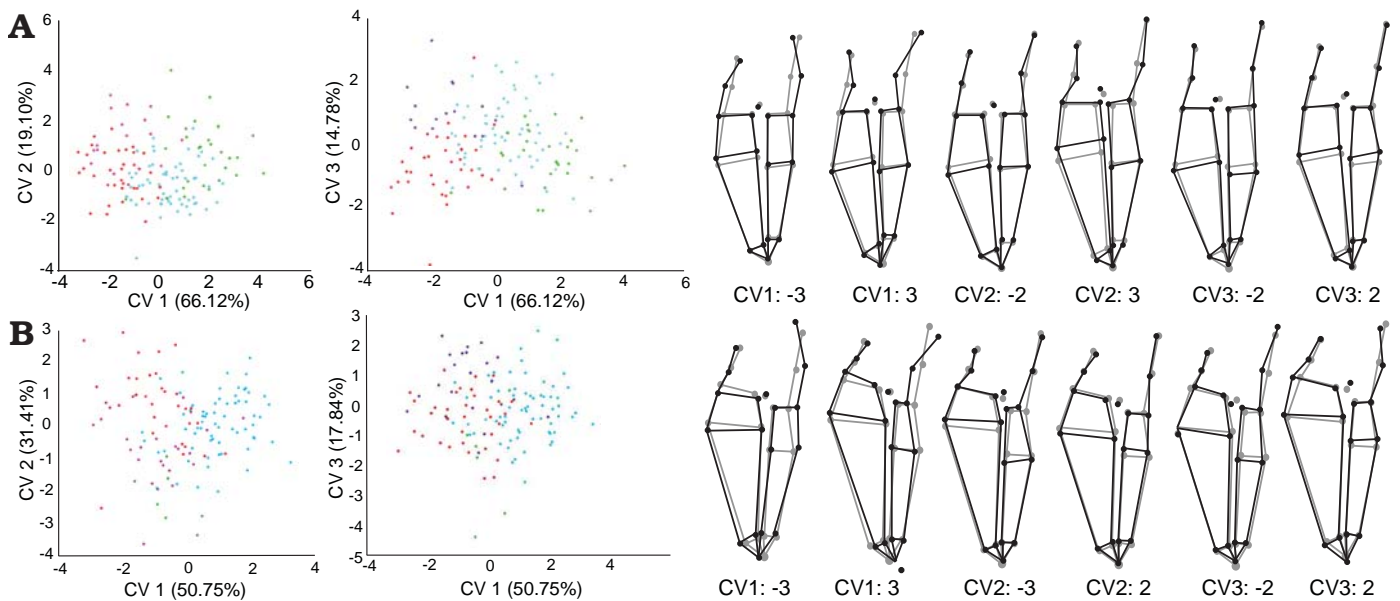 A
6
4
2
0
-2
-4
-4 -2 0 2 4 6
CV 2 (19.10%)
CV 1 (66.12%)
4
2
0
-2
-4
-4 -2 0 2 4 6
CV 3 (14.78%)
CV 1 (66.12%)
CV1: -3 CV1: 3 CV2: -2 CV2: 3 CV3: -2 CV3: 2
B
3
2
1
0
-1
-2
-3
-4
-4 -2 0 2 4
CV 2 (31.41%)
CV 1 (50.75%)
3
2
1
0
-1
-2
-3
-4
-5
-4 -2 0 2 4
CV 3 (17.84%)
CV 1 (50.75%)
CV1: -3 CV1: 3 CV2: -3 CV2: 2 CV3: -2 CV3: 2